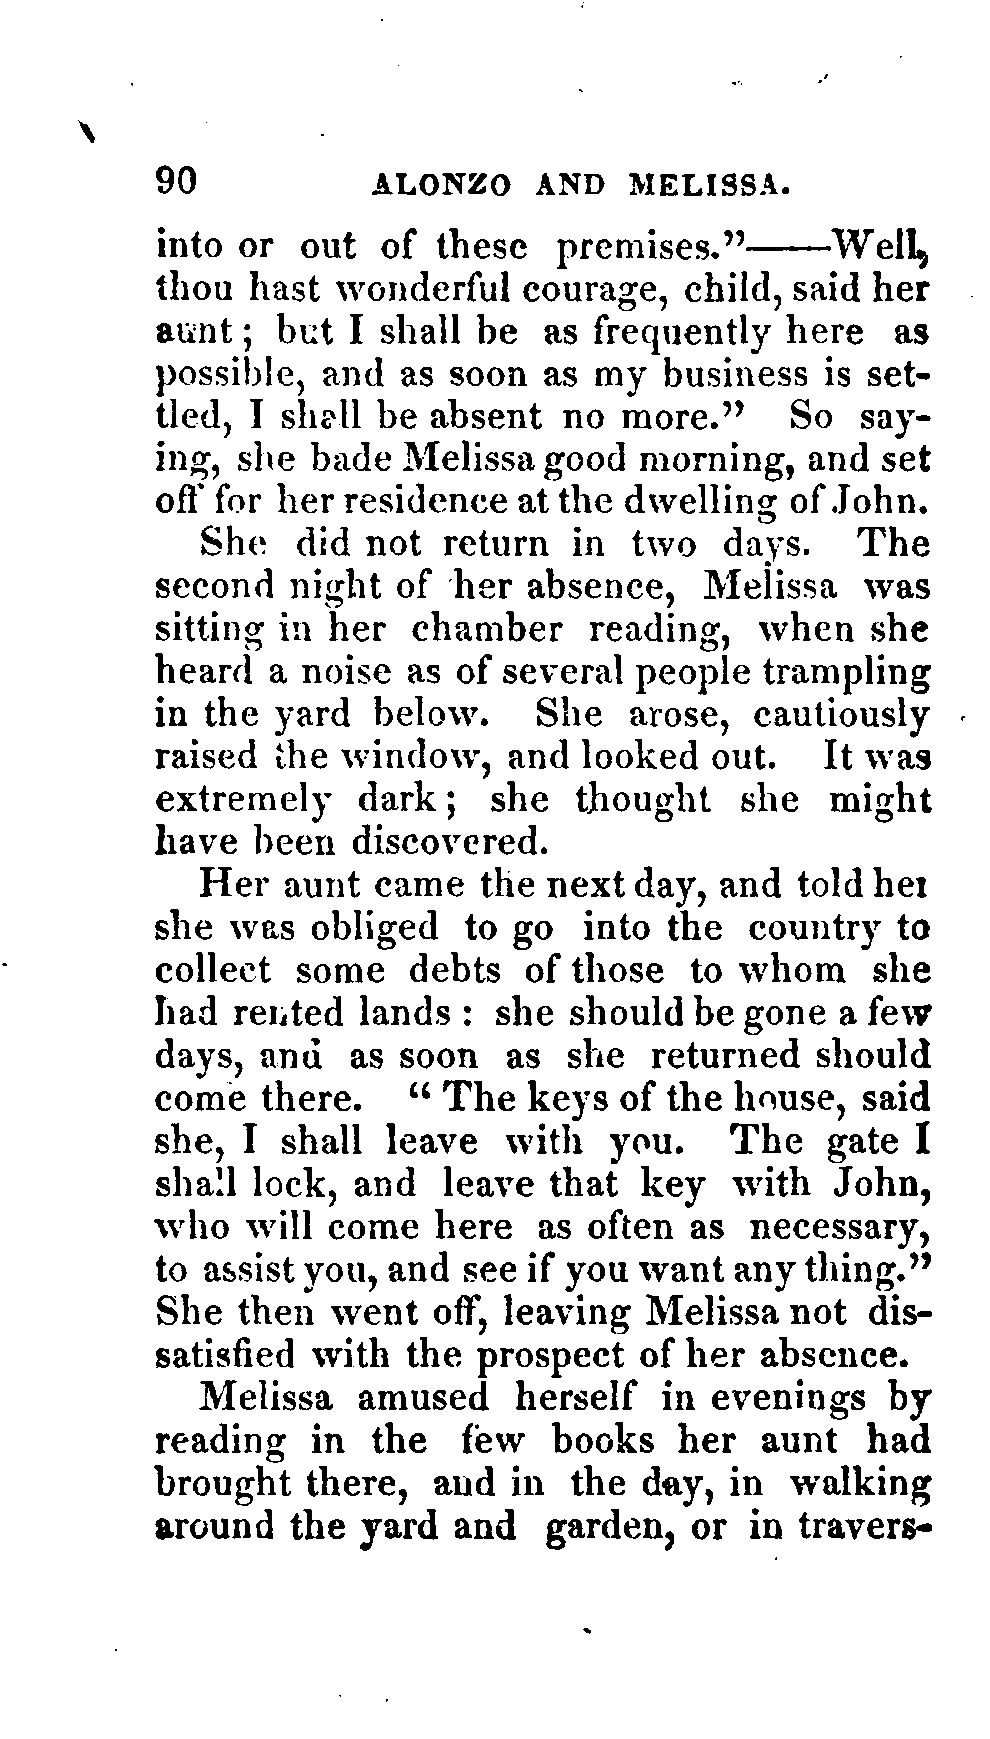 90 ALONZO AND MELISSA.
into or out of these premises."——Well,
thou hast wonderful courage, child, said her
aunt; but I shall be as frequently here as
possible, and as soon as my business is set-
tled, I shall be absent no more." So say-
ing, she bade Melissa good morning, and set
off for her residence at the dwelling of John.
She did not return in two days. The
second night of her absence, Melissa was
sitting in her chamber reading, when she
heard a noise as of several people trampling
in the yard below. She arose, cautiously
raised the window, and looked out. It was
extremely dark; she thought she might
have been discovered.
Her aunt came the next day, and told her
she was obliged to go into the country to
collect some debts of those to whom she
had rented lands: she should be gone a few
days, and as soon as she returned should
come there. "The keys of the house, said
she, I shall leave with you. The gate I
shall lock, and leave that key with John,
who will come here as often as necessary,
to assist you, and see if you want any thing."
She then went off, leaving Melissa not dis-
satisfied with the prospect of her absence.
Melissa amused herself in evenings by
reading in the few books her aunt had
brought there, and in the day, in walking
around the yard and garden, or in travers-